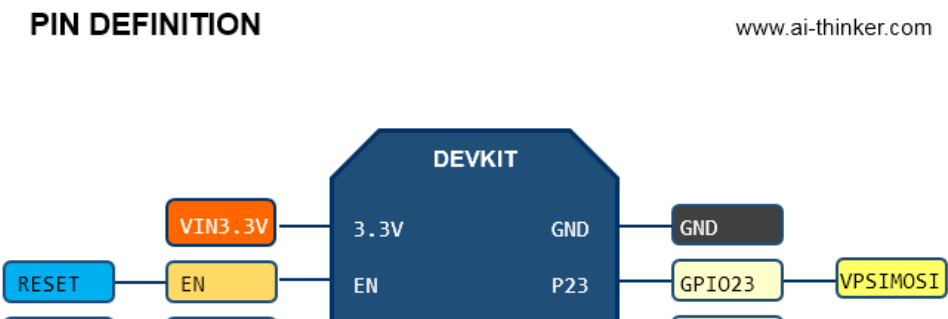 PIN DEFINITION
www.ai-thinker.com
DEVKIT
VIN3.3V 3.3V GND GND
RESET EN EN P23 GPIO23 VPSIMOSI